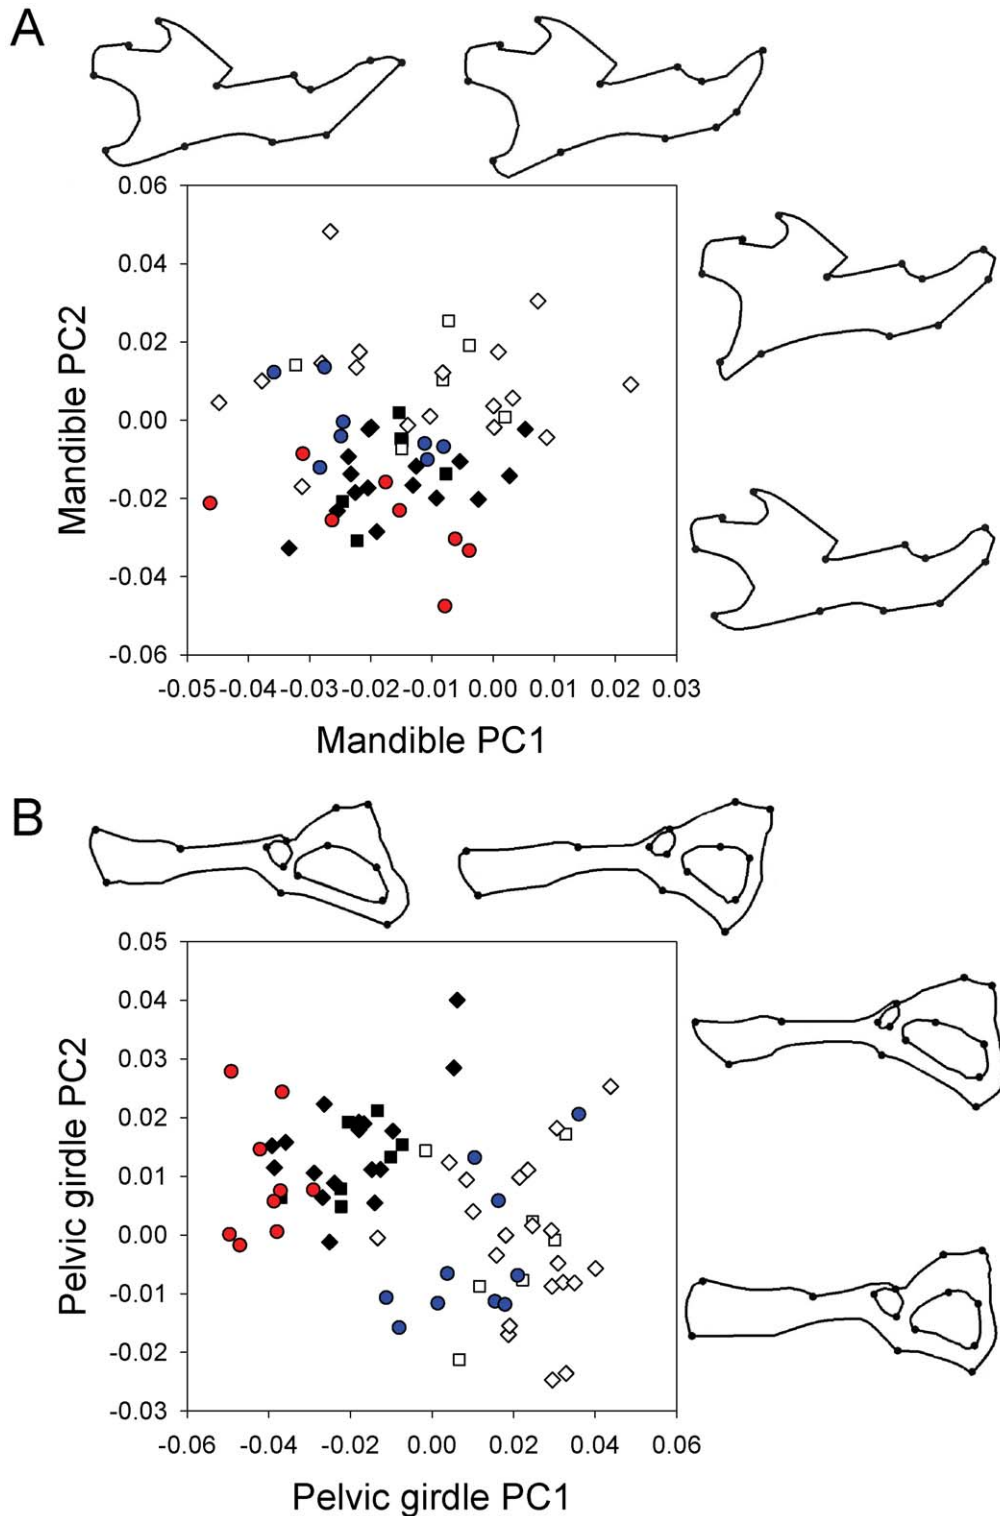 A
0.06
0.04
0.02
0.00
-0.02
-0.04
-0.06
Mandible PC2
-0.05 -0.04 -0.03 -0.02 -0.01 0.00 0.01 0.02 0.03
Mandible PC1
B
0.05
0.04
0.03
0.02
0.01
0.00
-0.01
-0.02
-0.03
Pelvic girdle PC2
-0.06 -0.04 -0.02 0.00 0.02 0.04 0.06
Pelvic girdle PC1